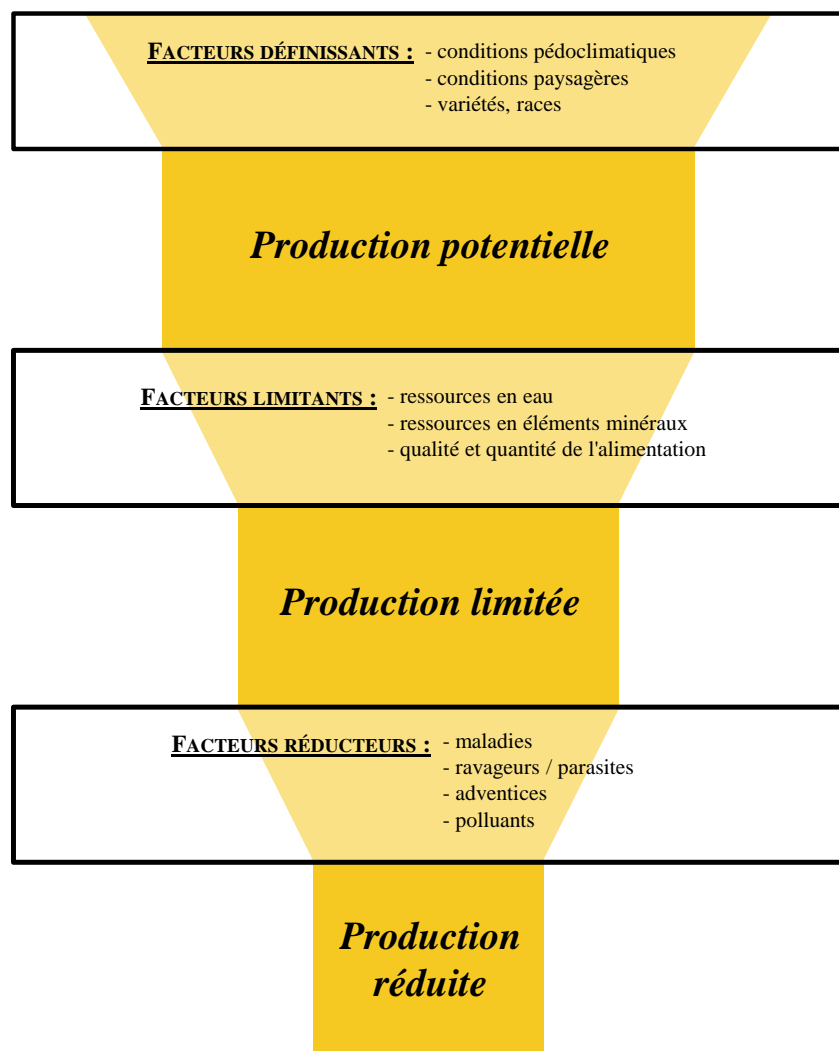 FACTEURS DÉFINISSANTS : - conditions pédoclimatiques
- conditions paysagères
- variétés, races
Production potentielle
FACTEURS LIMITANTS : - ressources en eau
- ressources en éléments minéraux
- qualité et quantité de l'alimentation
Production limitée
FACTEURS RÉDUCTEURS : - maladies
- ravageurs / parasites
- adventices
- polluants
Production
réduite